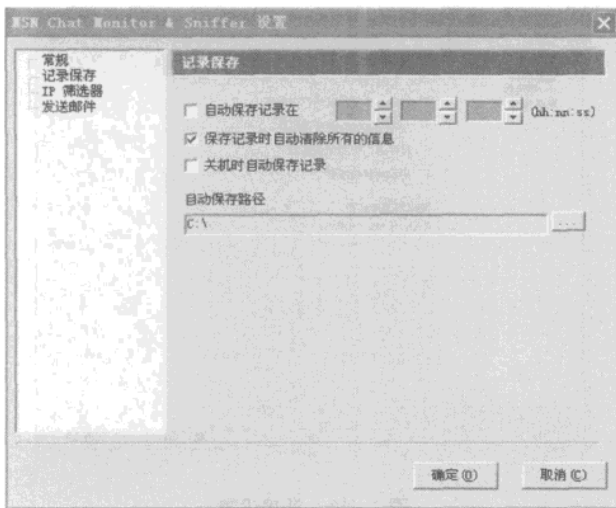 MSN Chat Monitor & Sniffer 设置
常规
记录保存
IP 筛选器
发送邮件
记录保存
自动保存记录在 (hh:nn:ss)
保存记录时自动清除所有的信息
关机时自动保存记录
自动保存路径
C:\
...
确定(O) 取消(C)